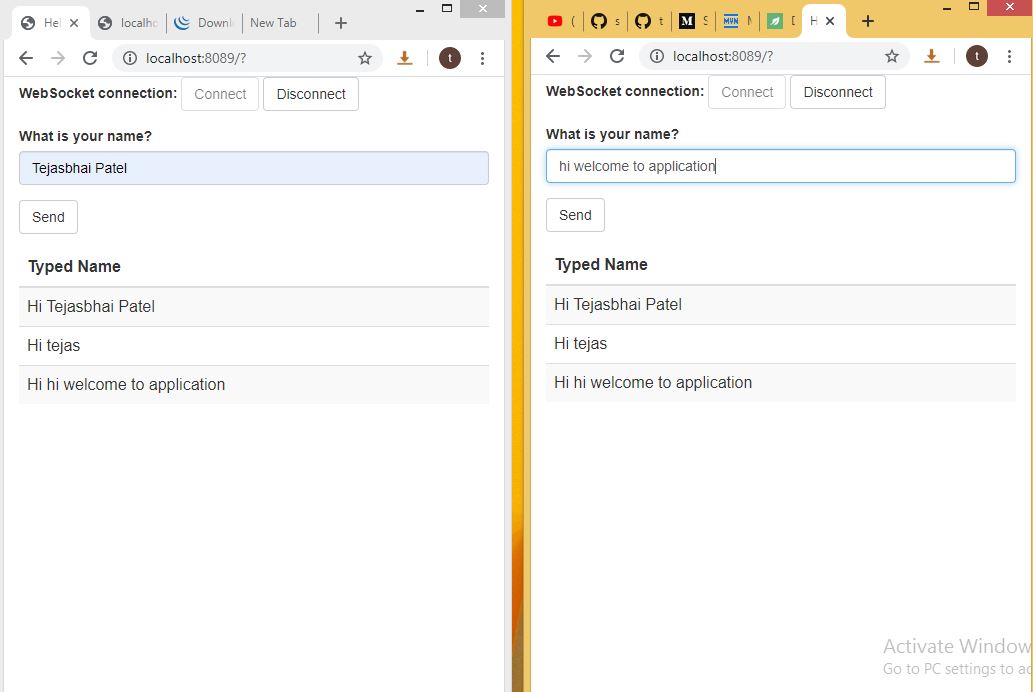 Hel
localho
Downl
New Tab
localhost:8089/?
t
WebSocket connection:
Connect
Disconnect
What is your name?
Tejasbhai Patel
Send
Typed Name
Hi Tejasbhai Patel
Hi tejas
Hi hi welcome to application
s
t
M
S
MVN
H
localhost:8089/?
t
WebSocket connection:
Connect
Disconnect
What is your name?
hi welcome to application
Send
Typed Name
Hi Tejasbhai Patel
Hi tejas
Hi hi welcome to application
Activate Window
Go to PC settings to ac